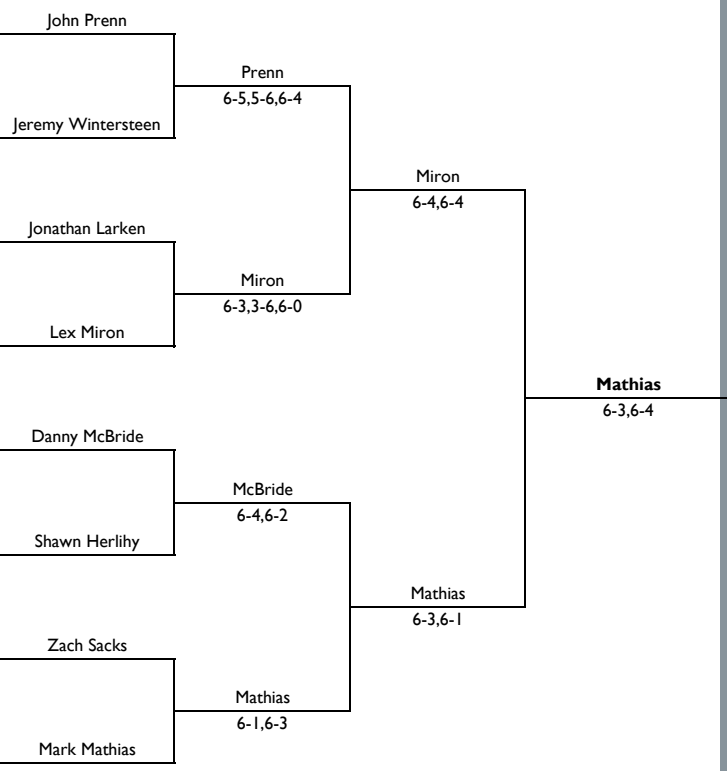 John Prenn
Prenn
6-5,5-6,6-4
Jeremy Wintersteen
Miron
6-4,6-4
Jonathan Larken
Miron
6-3,3-6,6-0
Lex Miron
Mathias
6-3,6-4
Danny McBride
McBride
6-4,6-2
Shawn Herlihy
Mathias
6-3,6-1
Zach Sacks
Mathias
6-1,6-3
Mark Mathias